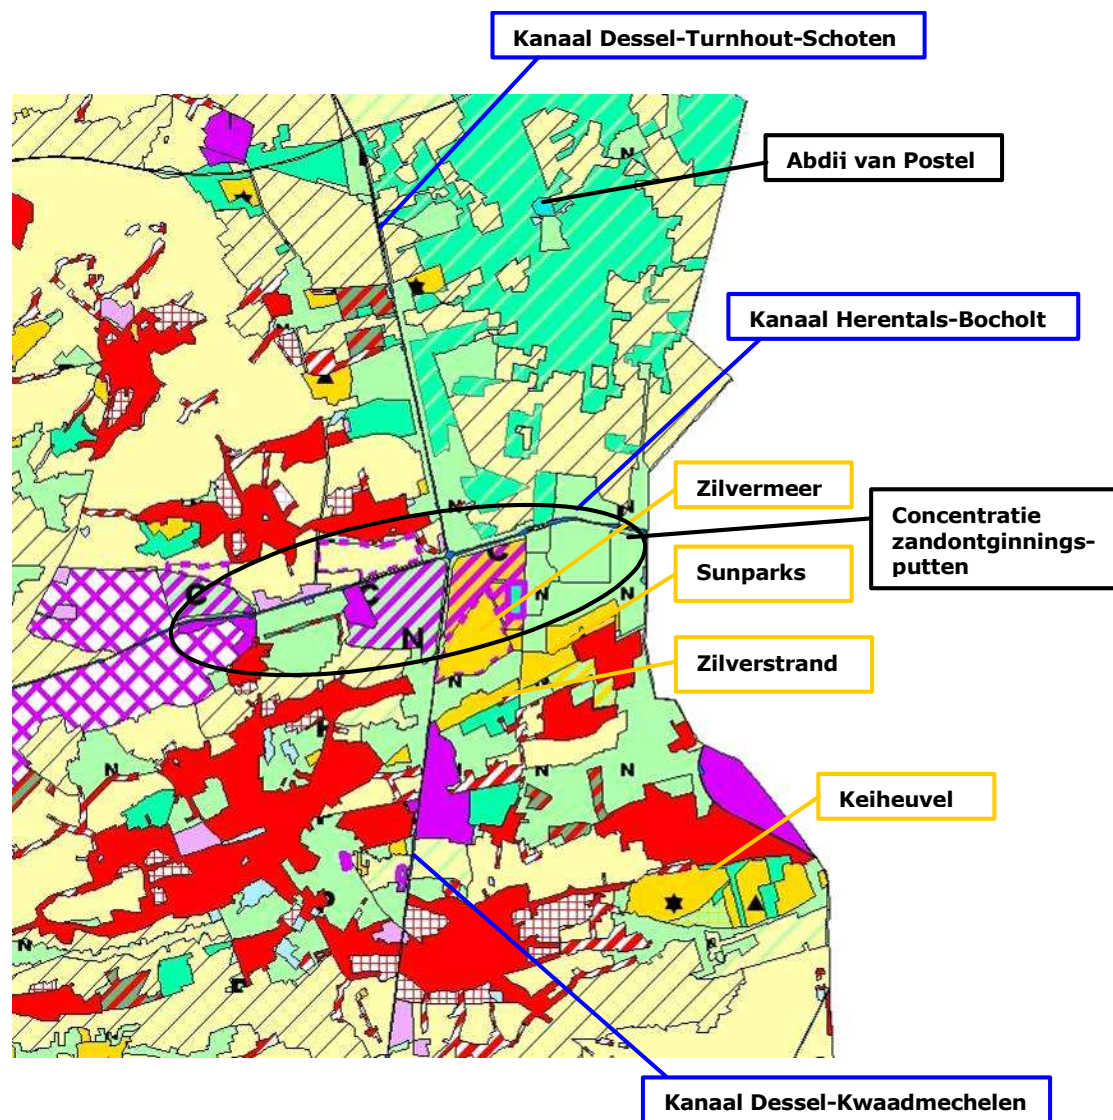 Kanaal Dessel-Turnhout-Schoten
Abdij van Postel
Kanaal Herentals-Bocholt
Zilvermeer
Concentratie
zandontginnings-
putten
Sunparks
Zilverstrand
Keiheuvel
Kanaal Dessel-Kwaadmechelen
N
N
N
C
C
C
N
N
N
N
N
N
N
N
N